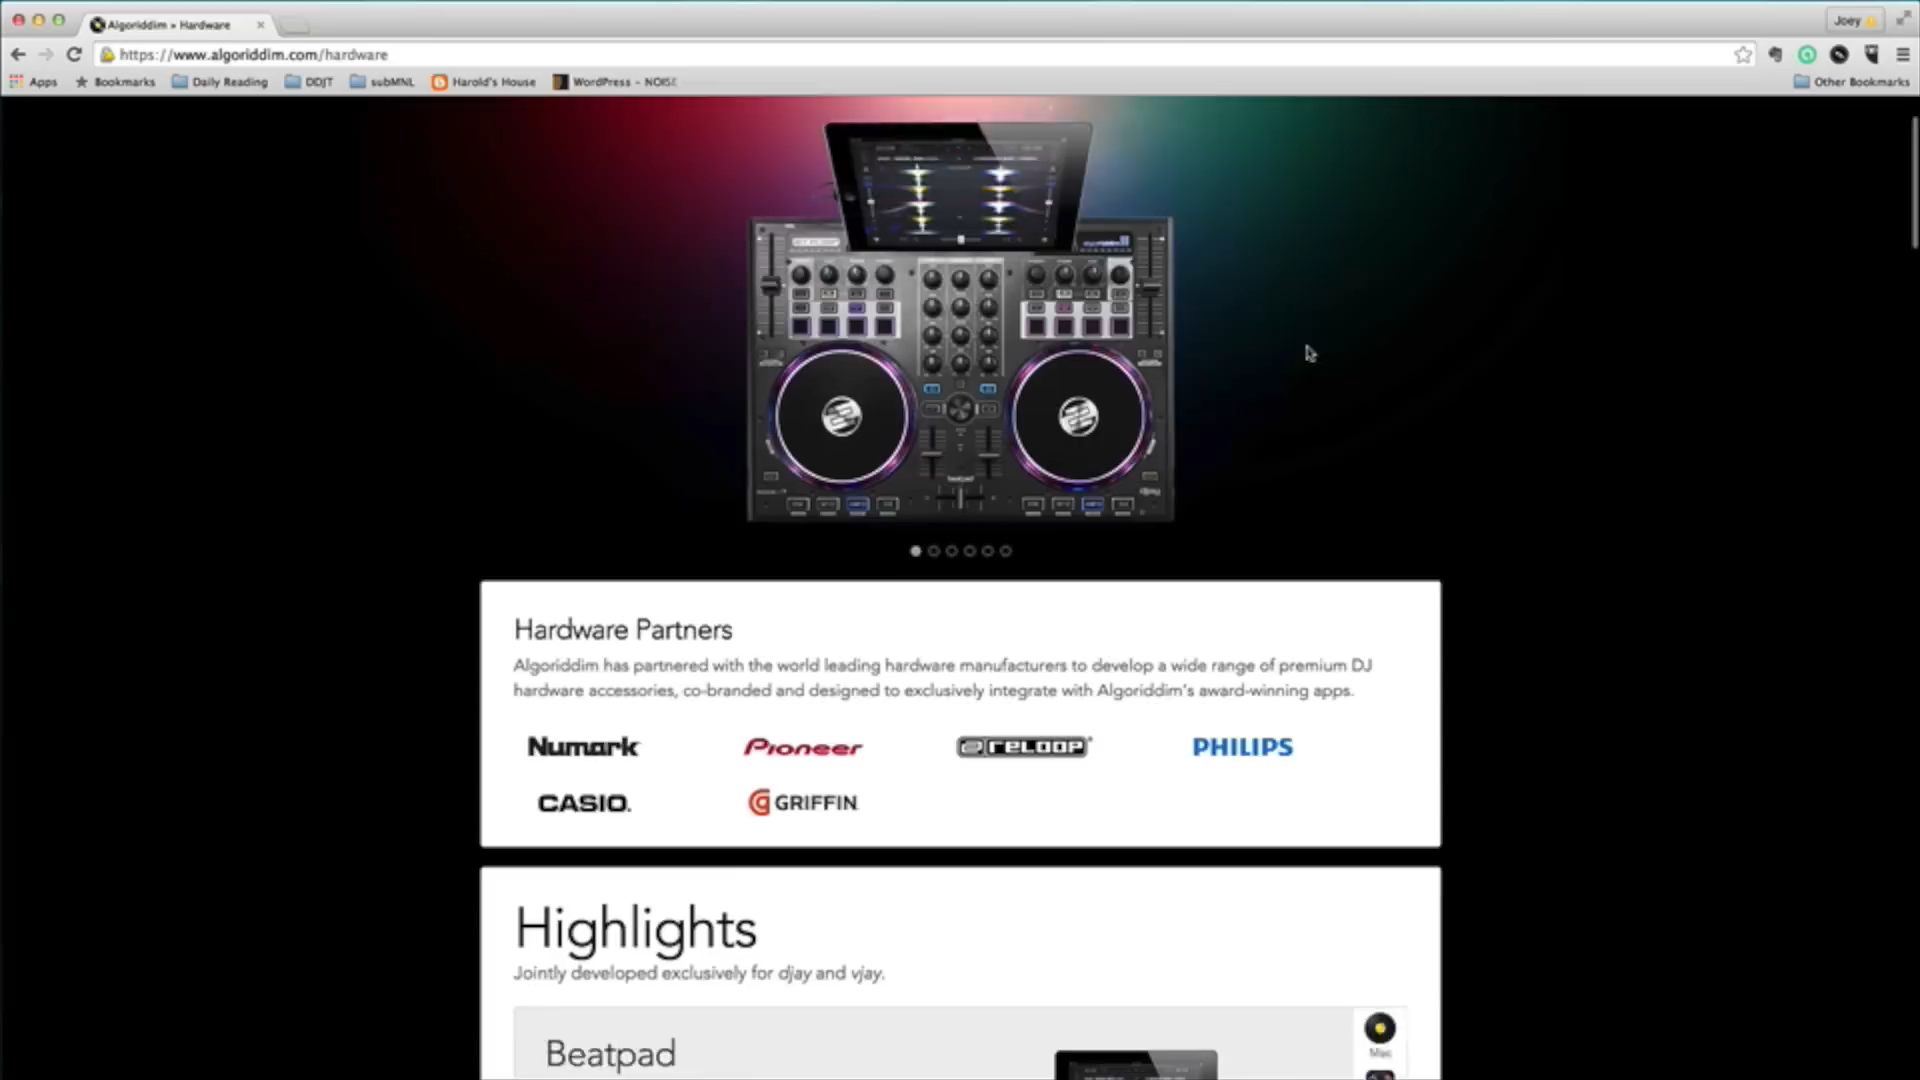 Algoriddim » Hardware
Joey
https://www.algoriddim.com/hardware
Apps Bookmarks Daily Reading DDJT subMNL Harold's House WordPress – NOISE Other Bookmarks
Hardware Partners
Algoriddim has partnered with the world leading hardware manufacturers to develop a wide range of premium DJ
hardware accessories, co-branded and designed to exclusively integrate with Algoriddim's award-winning apps.
Numark Pioneer reloop PHILIPS
CASIO. GRIFFIN
Highlights
Jointly developed exclusively for djay and vjay.
Beatpad
Mac